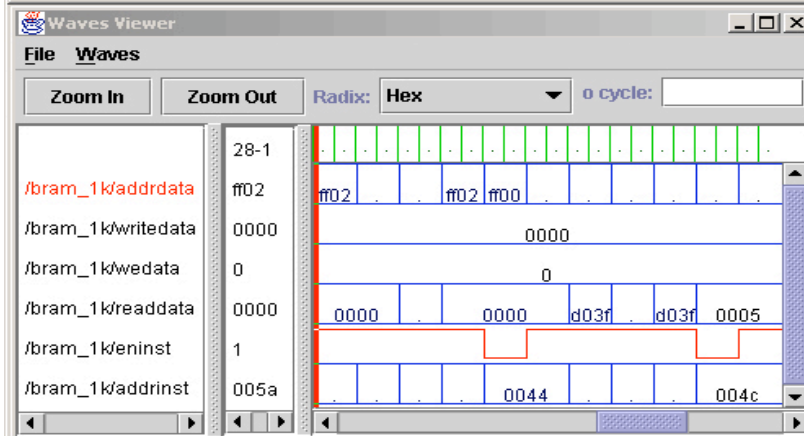 Waves Viewer
File Waves
Zoom In Zoom Out Radix: Hex o cycle:
28-1
/bram_1k/addrdata ff02 ff02 . . ff02 ff00 . . . . . .
/bram_1k/writedata 0000 0000
/bram_1k/wedata 0 0
/bram_1k/readdata 0000 0000 . 0000 d03f . d03f 0005
/bram_1k/eninst 1
/bram_1k/addrinst 005a . . . . 0044 . . . . 004c